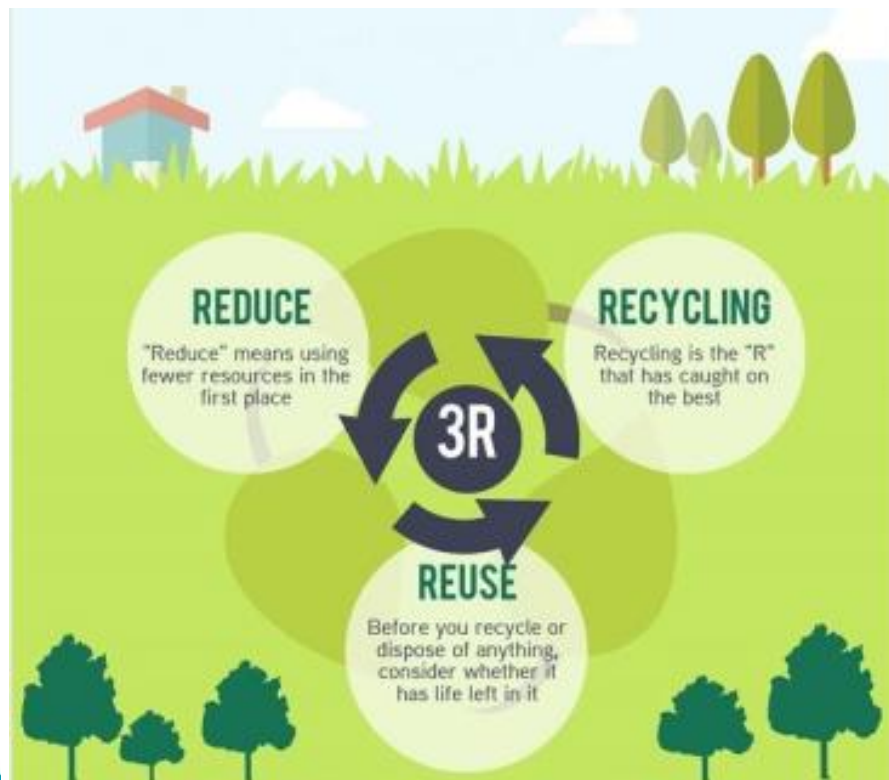 REDUCE
"Reduce" means using
fewer resources in the
first place
RECYCLING
Recycling is the "R"
that has caught on
the best
3R
REUSE
Before you recycle or
dispose of anything,
consider whether it
has life left in it